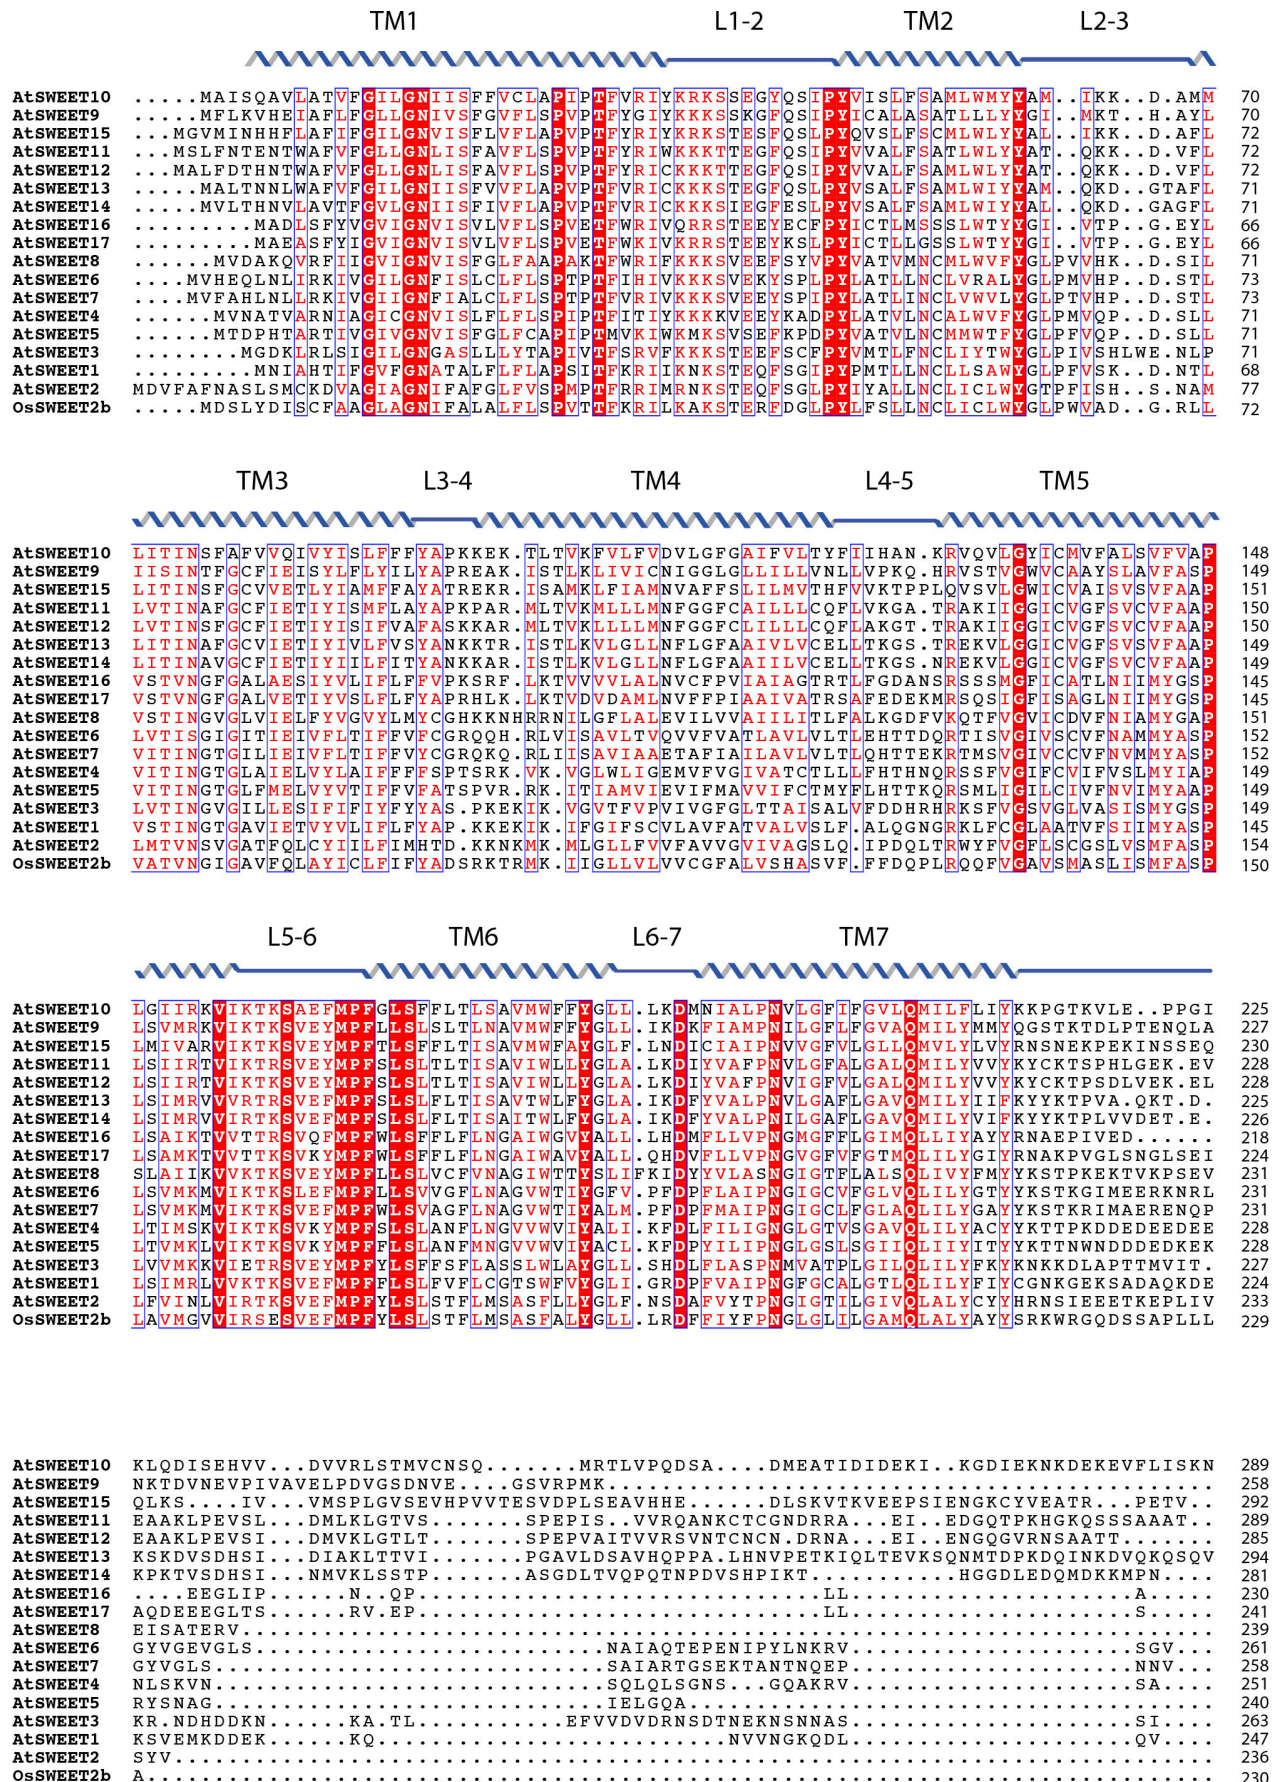 TM1 L1-2 TM2 L2-3
AtSWEET10 .....MAISQAVLATVFGILGNIISFFVCLAPIPTFVRIYKRKSSEGYQSIPYVISLFSAMLWMYYAM..IKK..D.AMM 70
AtSWEET9 .....MFLKVHEIAFLFGLLGNIVSFGVFLSPVPTFYGIYKKKSSKGFQSIPYICALASATLLLYYGI..MKT..H.AYL 70
AtSWEET15 ...MGVMINHHFLAFIFGILGNVISFLVFLAPVPTFYRIYKRKSTESFQSLPYQVSLFSCMLWLYYAL..IKK..D.AFL 72
AtSWEET11 ...MSLFNTENTWAFVFGLLGNLISFAVFLSPVPTFYRIWKKKTTEGFQSIPYVVALFSATLWLYYAT..QKK..D.VFL 72
AtSWEET12 ...MALFDTHNTWAFVFGLLGNLISFAVFLSPVPTFYRICKKKTTEGFQSIPYVVALFSAMLWLYYAT..QKK..D.VFL 72
AtSWEET13 ....MALTNNLWAFVFGILGNIISFVVFLAPVPTFVRICKKKSTEGFQSLPYVSALFSAMLWIYYAM..QKD..GTAFL 71
AtSWEET14 ....MVLTHNVLAVTFGVLGNIISFIVFLAPVPTFVRICKKKSIEGFESLPYVSALFSAMLWIYYAL..QKD..GAGFL 71
AtSWEET16 .........MADLSFYVGVIGNVISVLVFLSPVETFWRIVQRRSTEEYECFPYICTLMSSSLWTYYGI..VTP..G.EYL 66
AtSWEET17 .........MAEASFYIGVIGNVISVLVFLSPVETFWKIVKRRSTEEYKSLPYICTLLGSSLWTYYGI..VTP..G.EYL 66
AtSWEET8 ......MVDAKQVRFIIGVIGNVISFGLFAAPAKTFWRIFKKKSVEEFSYVPYVATVMNCMLWVFYGLPVVHK..D.SIL 71
AtSWEET6 ....MVHEQLNLIRKIVGILGNFISLCLFLSPTPTFIHIVKKKSVEKYSPIPYLATLLNCLVRALYGLPMVHP..D.STL 73
AtSWEET7 ....MVFAHLNLLRKIVGIIGNFIALCLFLSPTPTFVRIVKKKSVEEYSPIPYLATLINCLVWVLYGLPTVHP..D.STL 73
AtSWEET4 ......MVNATVARNIAGICGNVISLFLFLSPIPTFITIYKKKKVEEYKADPYLATVLNCALWVFYGLPMVQP..D.SLL 71
AtSWEET5 ......MTDPHTARTIVGIVGNVISFGLFCAPIPTMVKIWKMKSVSEFKPDPYVATVLNCMMWTFYGLPFVQP..D.SLL 71
AtSWEET3 ........MGDKLRLSIGILGNGASLLLYTAPIVTFSRVFKKKSTEEFSCFPYVMTLFNCLIYTWYGLPIVSHLWE.NLP 71
AtSWEET1 .........MNIAHTIFGVFGNATALFLFLAPSITFKRIIKNKSTEQFSGIPYPMTLLNCLLSAWYGLPFVSK..D.NTL 68
AtSWEET2 MDVFAFNASLSMCKDVAGIAGNIFAFGLFVSPMPTFRRIMRNKSTEQFSGLPYIYALLNCLICLWYGTPFISH..S.NAM 77
OsSWEET2b .....MDSLYDISCFAAGLAGNIFALALFLSPVTTFKRILKAKSTERFDGLPYLFSLLNCLICLWYGLPWVAD..G.RLL 72
TM3 L3-4 TM4 L4-5 TM5
AtSWEET10 LITINSFAFVVQIVYISLFFFYAPKKEK.TLTVKFVLFVDVLGFGAIFVLTYFIIHAN.KRVQVLGYICMVFALSVFVAP 148
AtSWEET9 IISINTFGCFIEISYLFLYILYAPREAK.ISTLKLIVICNIGGLGLLILLVNLLVPKQ.HRVSTVGWVCAAYSLAVFASP 149
AtSWEET15 LITINSFGCVVETLYIAMFFAYATREKR.ISAMKLFIAMNVAFFSLILMVTHFVVKTPPLQVSVLGWICVAISVSVFAAP 151
AtSWEET11 LVTINAFGCFIETIYISMFLAYAPKPAR.MLTVKMLLLMNFGGFCAILLLCQFLVKGA.TRAKIIGGICVGFSVCVFAAP 150
AtSWEET12 LVTINSFGCFIETIYISIFVAFASKKAR.MLTVKLLLLMNFGGFCLILLLCQFLAKGT.TRAKIIGGICVGFSVCVFAAP 150
AtSWEET13 LITINAFGCVIETIYIVLFVSYANKKTR.ISTLKVLGLLNFLGFAAIVLVCELLTKGS.TREKVLGGICVGFSVSVFAAP 149
AtSWEET14 LITINAVGCFIETIYIILFITYANKKAR.ISTLKVLGLLNFLGFAAIILVCELLTKGS.NREKVLGGICVGFSVCVFAAP 149
AtSWEET16 VSTVNGFGALAESIYVLIFLFFVPKSRF.LKTVVVVLALNVCFPVIAIAGTRTLFGDANSRSSSMGFICATLNIIMYGSP 145
AtSWEET17 VSTVNGFGALVETIYVSLFLFYAPRHLK.LKTVDVDAMLNVFFPIAAIVATRSAFEDEKMRSQSIGFISAGLNIIMYGSP 145
AtSWEET8 VSTINGVGLVIELFYVGVYLMYCGHKKNHRRNILGFLALEVILVVAIILITLFALKGDFVKQTFVGVICDVFNIAMYGAP 151
AtSWEET6 LVTISGIGITIEIVFLTIFFVFCGRQQH.RLVISAVLTVQVVFVATLAVLVLTLEHTTDQRTISVGIVSCVFNAMMYASP 152
AtSWEET7 VITINGTGILIEIVFLTIFFVYCGRQKQ.RLIISAVIAAETAFIAILAVLVLTLQHTTEKRTMSVGIVCCVFNVMMYASP 152
AtSWEET4 VITINGTGLAIELVYLAIFFFFSPTSRK.VK.VGLWLIGEMVFVGIVATCTLLLFHTHNQRSSFVGIFCVIFVSLMYIAP 149
AtSWEET5 VITINGTGLFMELVYVTIFFVFATSPVR.RK.ITIAMVIEVIFMAVVIFCTMYFLHTTKQRSMLIGILCIVFNVIMYAAP 149
AtSWEET3 LVTINGVGILLESIFIFIYFYYAS.PKEKIK.VGVTFVPVIVGFGLTTAISALVFDDHRHRKSFVGSVGLVASISMYGSP 149
AtSWEET1 VSTINGTGAVIETVYVLIFLFYAP.KKEKIK.IFGIFSCVLAVFATVALVSLF.ALQGNGRKLFCGLAATVFSIIMYASP 145
AtSWEET2 LMTVNSVGATFQLCYIILFIMHTD.KKNKMK.MLGLLFVVFAVVGVIVAGSLQ.IPDQLTRWYFVGFLSCGSLVSMFASP 154
OsSWEET2b VATVNGIGAVFQLAYICLFIFYADSRKTRMK.IIGLLVLVVCGFALVSHASVF.FFDQPLRQQFVGAVSMASLISMFASP 150
L5-6 TM6 L6-7 TM7
AtSWEET10 LGIIRKVIKTKSAEFMPFGLSFFLTLSAVMWFFYGLL.LKDMNIALPNVLGFIFGVLQMILFLIYKKPGTKVLE..PPGI 225
AtSWEET9 LSVMRKVIKTKSVEYMPFLLSLSLTLNAVMWFFYGLL.IKDKFIAMPNILGFLFGVAQMILYMMYQGSTKTDLPTENQLA 227
AtSWEET15 LMIVARVIKTKSVEYMPFTLSFFLTISAVMWFAYGLF.LNDICIAIPNVVGFVLGLLQMVLYLVYRNSNEKPEKINSSEQ 230
AtSWEET11 LSIIRTVIKTRSVEYMPFSLSLTLTISAVIWLLYGLA.LKDIYVAFPNVLGFALGALQMILYVVYKYCKTSPHLGEK.EV 228
AtSWEET12 LSIIRTVIKTKSVEYMPFSLSLTLTISAVIWLLYGLA.LKDIYVAFPNVIGFVLGALQMILYVVYKYCKTPSDLVEK.EL 228
AtSWEET13 LSIMRVVVRTRSVEFMPFSLSLFLTISAVTWLFYGLA.IKDFYVALPNVLGAFLGAVQMILYIIFKYYKTPVA.QKT.D. 225
AtSWEET14 LSIMRVVIRTKSVEFMPFSLSLFLTISAITWLFYGLA.IKDFYVALPNILGAFLGAVQMILYVIFKYYKTPLVVDET.E. 226
AtSWEET16 LSAIKTVVTTRSVQFMPFWLSFFLFLNGAIWGVYALL.LHDMFLLVPNGMGFFLGIMQLLIYAYYRNAEPIVED...... 218
AtSWEET17 LSAMKTVVTTKSVKYMPFWLSFFLFLNGAIWAVYALL.QHDVFLLVPNGVGFVFGTMQLILYGIYRNAKPVGLSNGLSEI 224
AtSWEET8 SLAIIKVVKTKSVEYMPFLLSLVCFVNAGIWTTYSLIFKIDYYVLASNGIGTFLALSQLIVYFMYYKSTPKEKTVKPSEV 231
AtSWEET6 LSVMKMVIKTKSLEFMPFLLSVVGFLNAGVWTIYGFV.PFDPFLAIPNGIGCVFGLVQLILYGTYYKSTKGIMEERKNRL 231
AtSWEET7 LSVMKMVIKTKSVEFMPFWLSVAGFLNAGVWTIYALM.PFDPFMAIPNGIGCLFGLAQLILYGAYYKSTKRIMAERENQP 231
AtSWEET4 LTIMSKVIKTKSVKYMPFSLSLANFLNGVVWVIYALI.KFDLFILIGNGLGTVSGAVQLILYACYYKTTPKDDEDEEDEE 228
AtSWEET5 LTVMKLVIKTKSVKYMPFFLSLANFMNGVVWVIYACL.KFDPYILIPNGLGSLSGIIQLIIYITYYKTTNWNDDDEDKEK 228
AtSWEET3 LVVMKKVIETRSVEYMPFYLSFFSFLASSLWLAYGLL.SHDLFLASPNMVATPLGILQLILYFKYKNKKDLAPTTMVIT. 227
AtSWEET1 LSIMRLVVKTKSVEFMPFFLSLFVFLCGTSWFVYGLI.GRDPFVAIPNGFGCALGTLQLILYFIYCGNKGEKSADAQKDE 224
AtSWEET2 LFVINLVIRTKSVEFMPFYLSLSTFLMSASFLLYGLF.NSDAFVYTPNGIGTILGIVQLALYCYYHRNSIEEETKEPLIV 233
OsSWEET2b LAVMGVVIRSESVEFMPFYLSLSTFLMSASFALYGLL.LRDFFIYFPNGLGLILGAMQLALYAYYSRKWRGQDSSAPLLL 229
AtSWEET10 KLQDISEHVV...DVVRLSTMVCNSQ.......MRTLVPQDSA....DMEATIDIDEKI..KGDIEKNKDEKEVFLISKN 289
AtSWEET9 NKTDVNEVPIVAVELPDVGSDNVE....GSVRPMK............................................. 258
AtSWEET15 QLKS....IV...VMSPLGVSEVHPVVTESVDPLSEAVHHE......DLSKVTKVEEPSIENGKCYVEATR...PETV.. 292
AtSWEET11 EAAKLPEVSL...DMLKLGTVS.......SPEPIS..VVRQANKCTCGNDRRA...EI..EDGQTPKHGKQSSSAAAT.. 289
AtSWEET12 EAAKLPEVSI...DMVKLGTLT.......SPEPVAITVVRSVNTCNCN.DRNA...EI..ENGQGVRNSAATT....... 285
AtSWEET13 KSKDVSDHSI...DIAKLTTVI.......PGAVLDSAVHQPPA.LHNVPETKIQLTEVKSQNMTDPKDQINKDVQKQSQV 294
AtSWEET14 KPKTVSDHSI...NMVKLSSTP.......ASGDLTVQPQTNPDVSHPIKT...........HGGDLEDQMDKKMPN.... 281
AtSWEET16 ....EEGLIP......N..QP..............................LL.....................A..... 230
AtSWEET17 AQDEEEGLTS......RV.EP..............................LL.....................S..... 241
AtSWEET8 EISATERV........................................................................ 239
AtSWEET6 GYVGEVGLS..........................NAIAQTEPENIPYLNKRV.....................SGV... 261
AtSWEET7 GYVGLS.............................SAIARTGSEKTANTNQEP.....................NNV... 258
AtSWEET4 NLSKVN.............................SQLQLSGNS...GQAKRV.....................SA.... 251
AtSWEET5 RYSNAG.............................IELGQA....................................... 240
AtSWEET3 KR.NDHDDKN......KA.TL...........EFVVDVDRNSDTNEKNSNNAS.....................SI.... 263
AtSWEET1 KSVEMKDDEK......KQ..........................NVVNGKQDL.....................QV.... 247
AtSWEET2 SYV............................................................................. 236
OsSWEET2b A............................................................................... 230